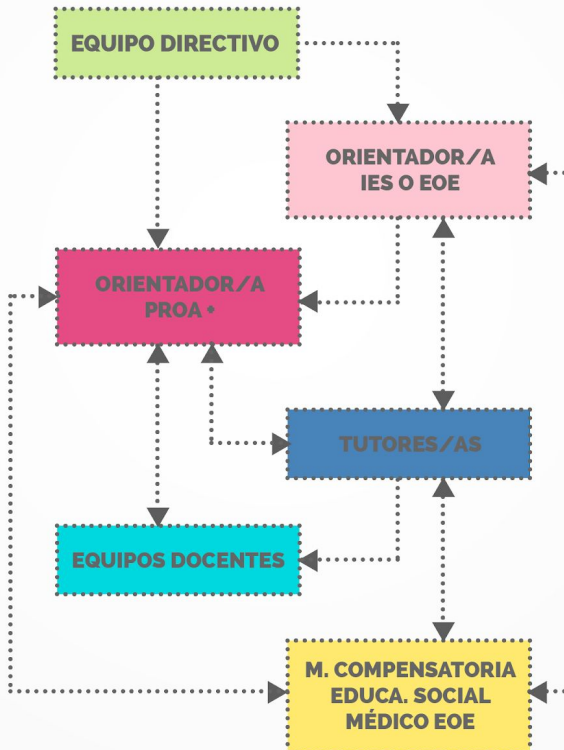 EQUIPO DIRECTIVO
ORIENTADOR/A
IES O EOE
ORIENTADOR/A
PROA +
TUTORES/AS
EQUIPOS DOCENTES
M. COMPENSATORIA
EDUCA. SOCIAL
MÉDICO EOE